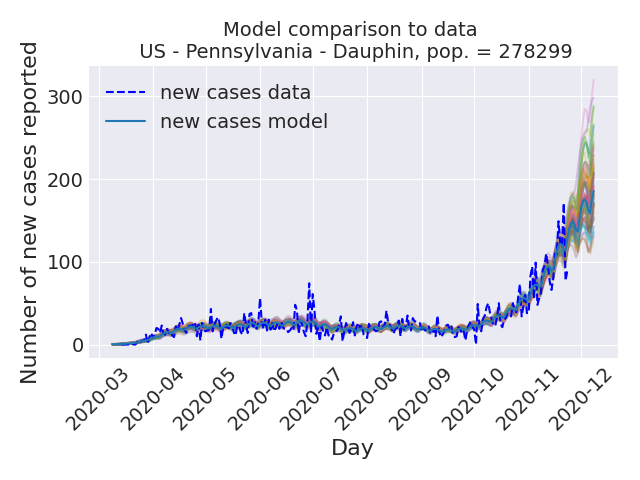 Model comparison to data
US - Pennsylvania - Dauphin, pop. = 278299
Number of new cases reported
300
200
100
0
new cases data
new cases model
2020-03
2020-04
2020-05
2020-06
2020-07
2020-08
2020-09
2020-10
2020-11
2020-12
Day